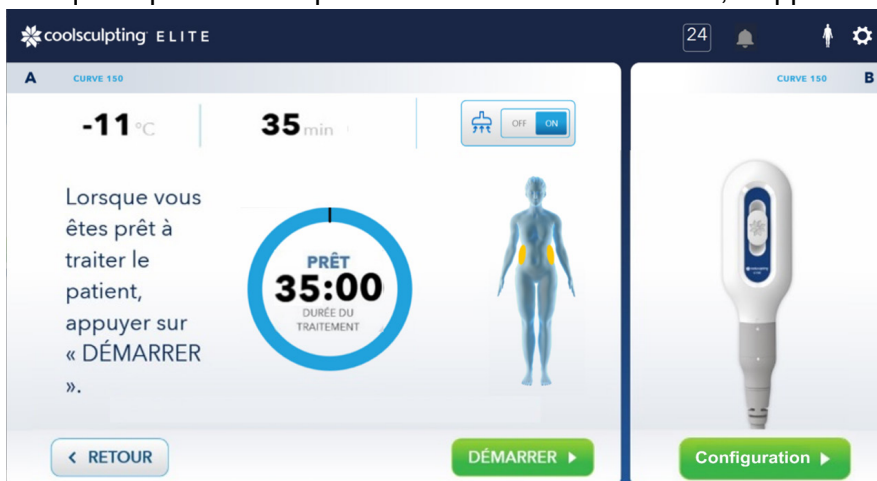 coolsculpting ELITE
24
A CURVE 150
CURVE 150 B
-11 °C
35 min
OFF ON
Lorsque vous
êtes prêt à
traiter le
patient,
appuyer sur
« DÉMARRER
».
PRÊT
35:00
DURÉE DU
TRAITEMENT
RETOUR
DÉMARRER
Configuration